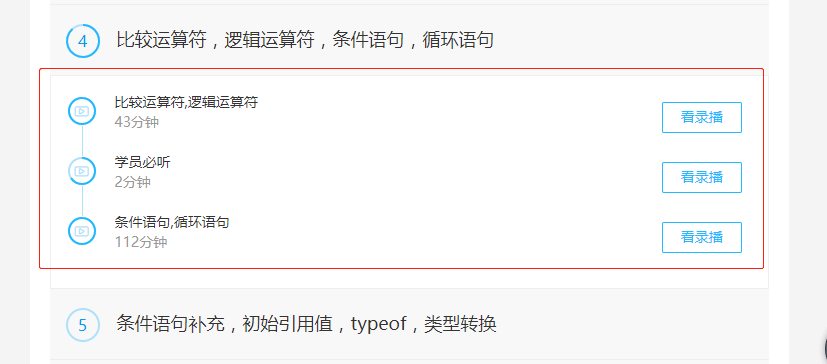 4 比较运算符，逻辑运算符，条件语句，循环语句
比较运算符,逻辑运算符
43分钟
看录播
学员必听
2分钟
看录播
条件语句,循环语句
112分钟
看录播
5 条件语句补充，初始引用值，typeof，类型转换